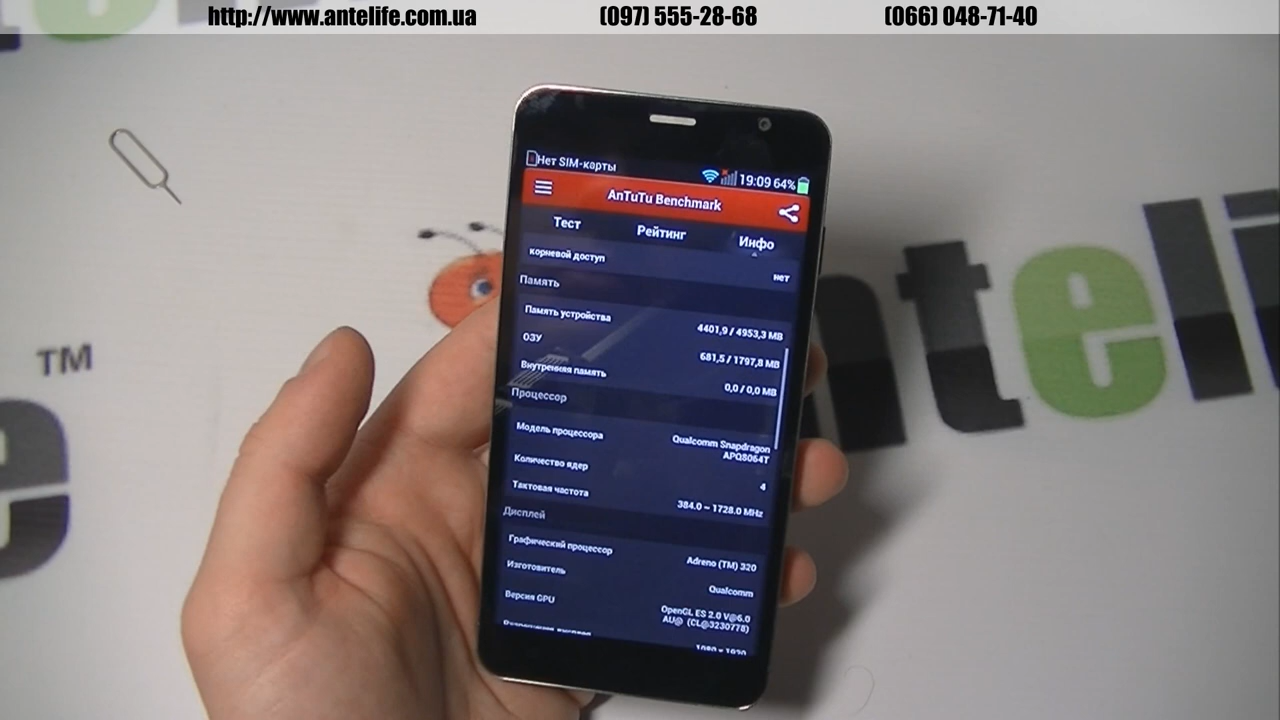 http://www.antelife.com.ua (097) 555-28-68 (066) 048-71-40
Нет SIM-карты 19:09 64%
AnTuTu Benchmark
Тест Рейтинг Инфо
корневой доступ нет
Память
Память устройства 4401,9 / 4953,3 MB
ОЗУ 681,5 / 1797,8 MB
Внутренняя память 0,0 / 0,0 MB
Процессор
Модель процессора Qualcomm Snapdragon
APQ8064T
Количество ядер 4
Тактовая частота 384.0 ~ 1728.0 MHz
Дисплей
Графический процессор Adreno (TM) 320
Изготовитель Qualcomm
Версия GPU OpenGL ES 2.0 V@6.0
AU@ (CL@3230778)
1080 x 1920
TM
anteli
e